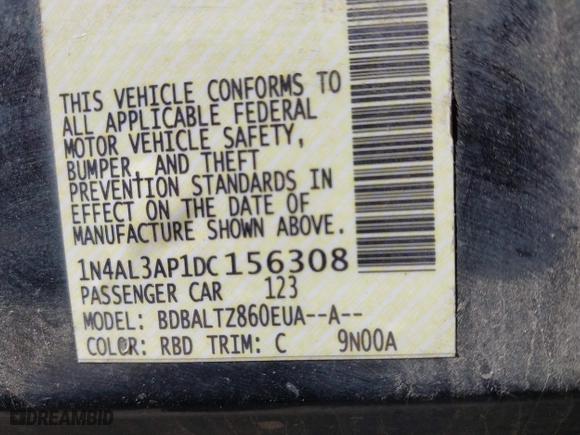 THIS VEHICLE CONFORMS TO
ALL APPLICABLE FEDERAL
MOTOR VEHICLE SAFETY,
BUMPER, AND THEFT
PREVENTION STANDARDS IN
EFFECT ON THE DATE OF
MANUFACTURE SHOWN ABOVE.
1N4AL3AP1DC156308
PASSENGER CAR 123
MODEL: BDBALTZ860EUA--A--
COLOR: RBD TRIM: C 9N00A
DREAMBID